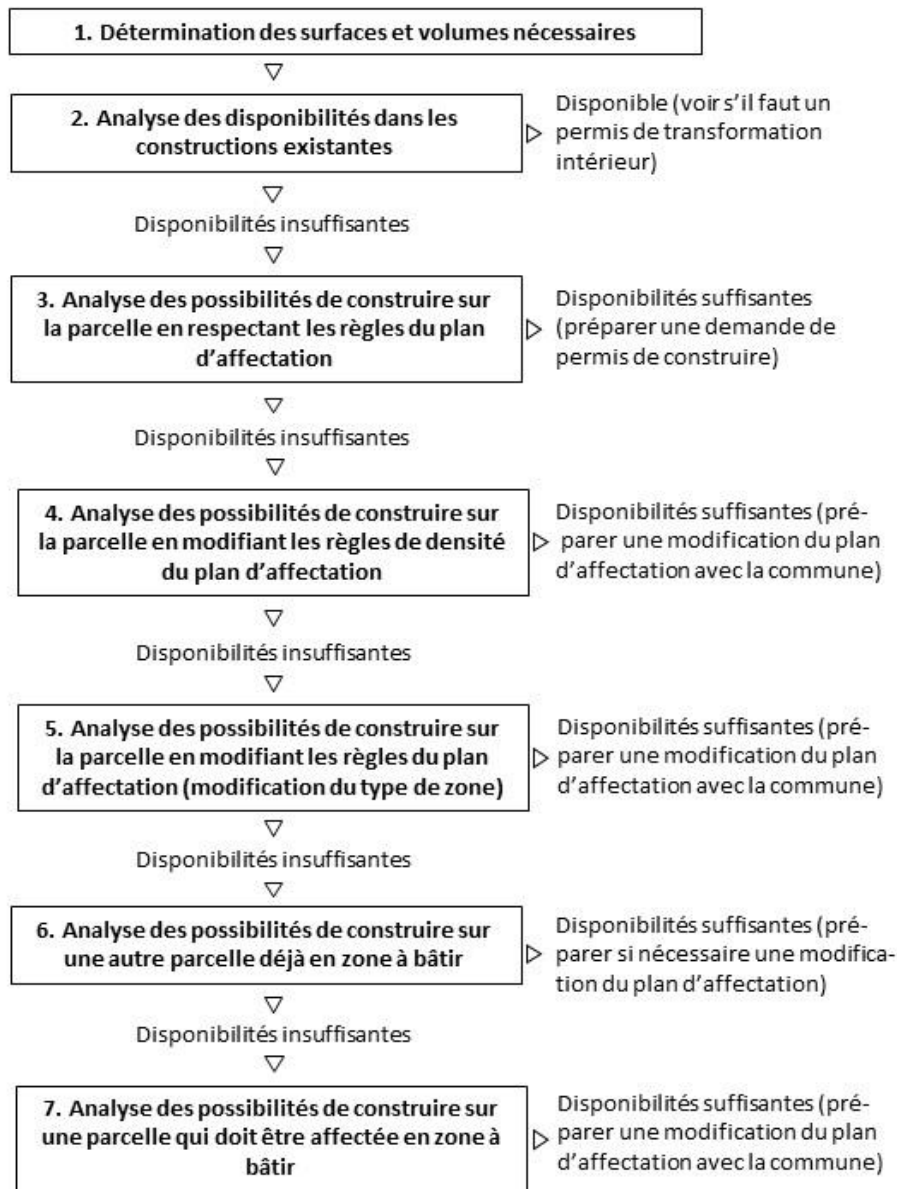 1. Détermination des surfaces et volumes nécessaires
2. Analyse des disponibilités dans les
constructions existantes
Disponible (voir s'il faut un
permis de transformation
intérieur)
Disponibilités insuffisantes
3. Analyse des possibilités de construire sur
la parcelle en respectant les règles du plan
d'affectation
Disponibilités suffisantes
(préparer une demande de
permis de construire)
Disponibilités insuffisantes
4. Analyse des possibilités de construire sur
la parcelle en modifiant les règles de densité
du plan d'affectation
Disponibilités suffisantes (pré-
parer une modification du plan
d'affectation avec la commune)
Disponibilités insuffisantes
5. Analyse des possibilités de construire sur
la parcelle en modifiant les règles du plan
d'affectation (modification du type de zone)
Disponibilités suffisantes (pré-
parer une modification du plan
d'affectation avec la commune)
Disponibilités insuffisantes
6. Analyse des possibilités de construire sur
une autre parcelle déjà en zone à bâtir
Disponibilités suffisantes (pré-
parer si nécessaire une modifica-
tion du plan d'affectation)
Disponibilités insuffisantes
7. Analyse des possibilités de construire sur
une parcelle qui doit être affectée en zone à
bâtir
Disponibilités suffisantes (pré-
parer une modification du plan
d'affectation avec la commune)